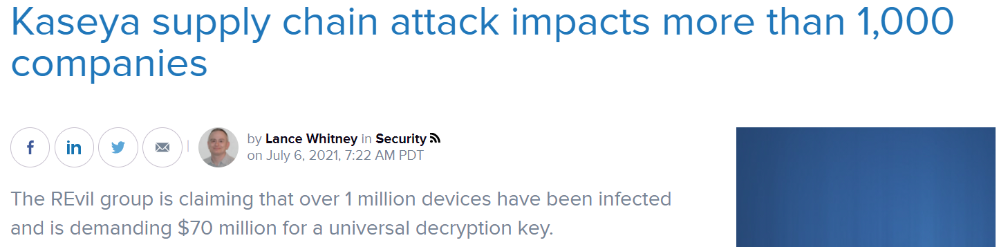 Kaseya supply chain attack impacts more than 1,000
companies
by Lance Whitney in Security
on July 6, 2021, 7:22 AM PDT
The REvil group is claiming that over 1 million devices have been infected
and is demanding $70 million for a universal decryption key.